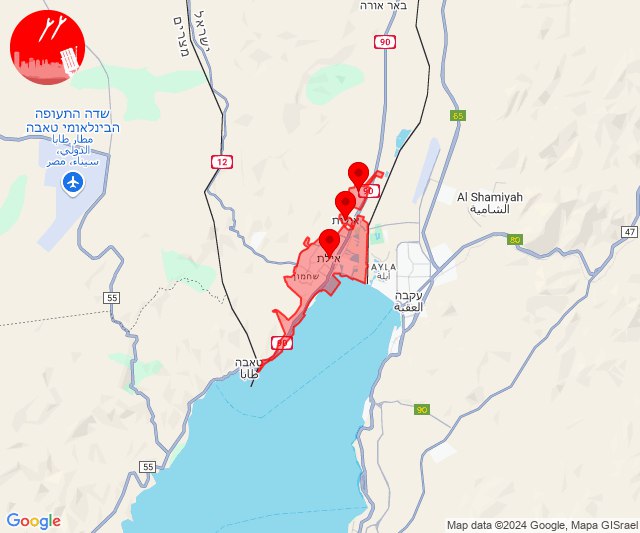 באר אורה
90
ישראל
מצרים
65
שדה התעופה
הבינלאומי טאבה
مطار طابا
الدولي،
سيناء، مصر
12
90
Al Shamiyah
الشامية
47
80
אילת
שחמון
AYLA
أيلة
עקבה
العقبة
55
90
טאבה
طابا
90
55
Google
Map data ©2024 Google, Mapa GISrael